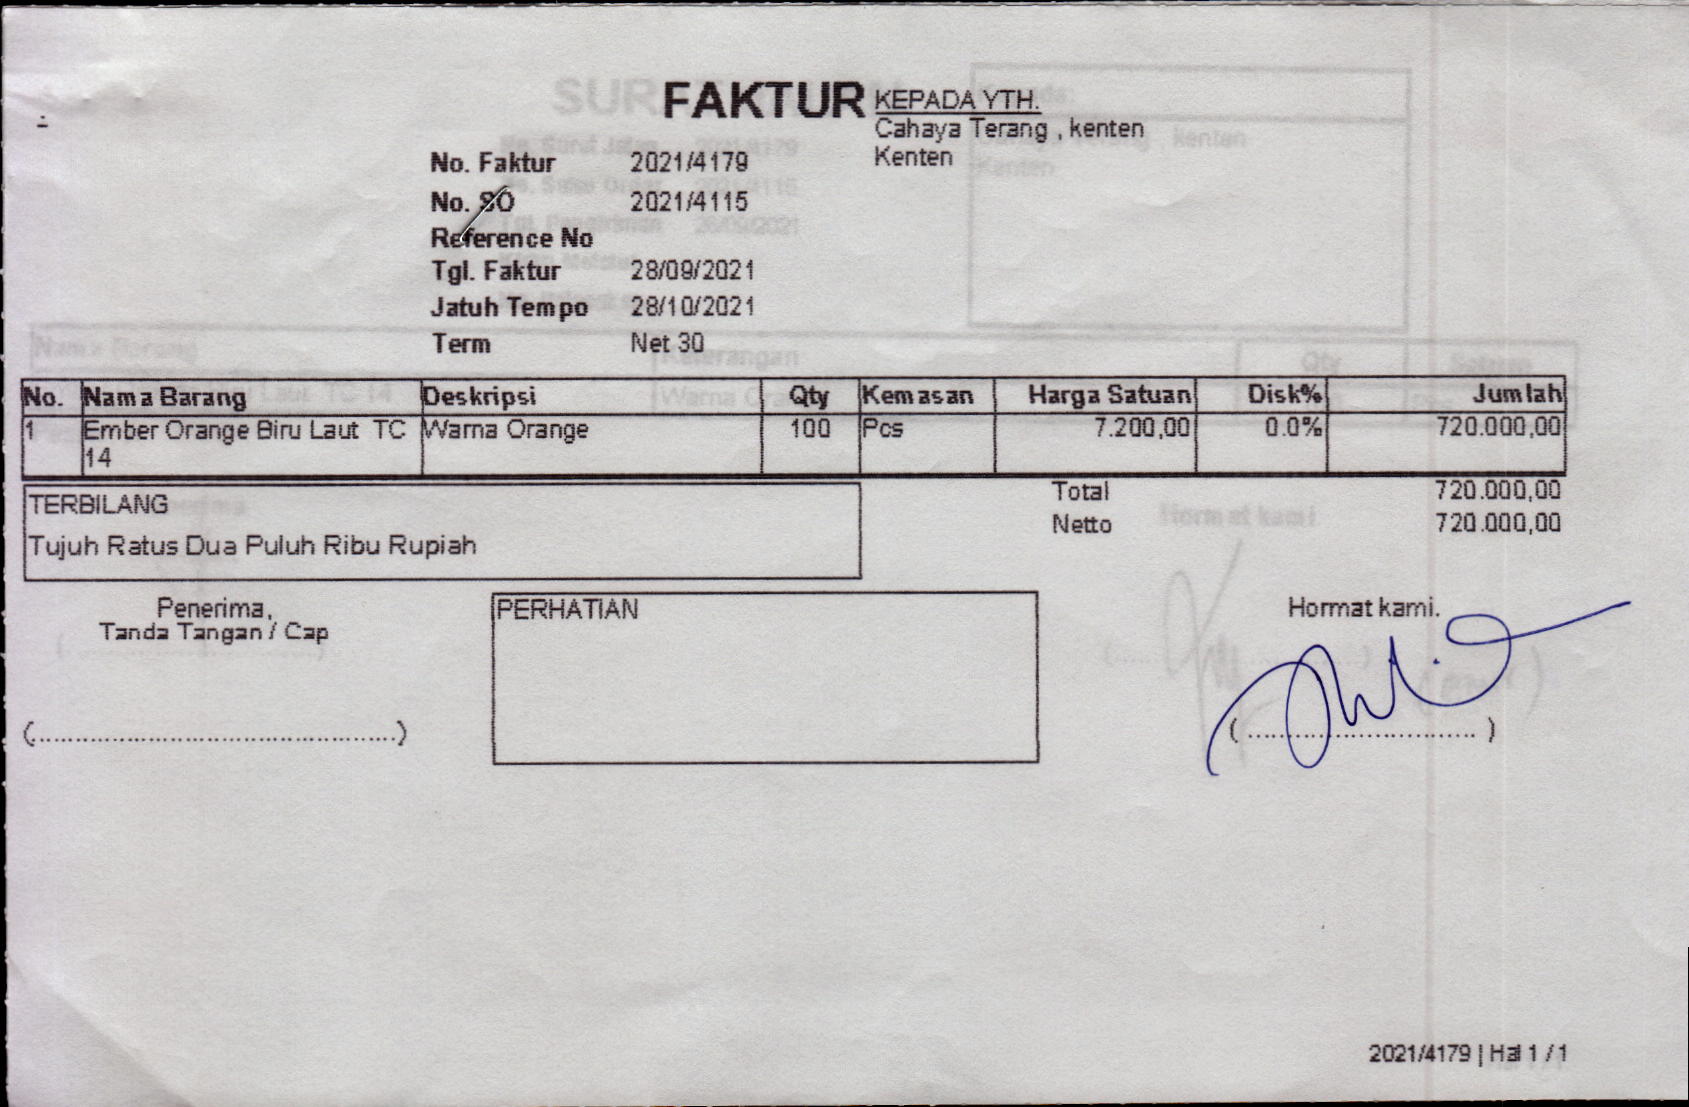 FAKTUR
KEPADA YTH.
Cahaya Terang , kenten
Kenten
No. Faktur 2021/4179
No. SO 2021/4115
Reference No
Tgl. Faktur 28/09/2021
Jatuh Tempo 28/10/2021
Term Net 30
No. Nama Barang Deskripsi Qty Kemasan Harga Satuan Disk% Jumlah
1 Ember Orange Biru Laut TC Warna Orange 100 Pcs 7.200,00 0.0% 720.000,00
14
Total 720.000,00
Netto 720.000,00
TERBILANG
Tujuh Ratus Dua Puluh Ribu Rupiah
Penerima,
Tanda Tangan / Cap
(..............................................)
PERHATIAN
Hormat kami.
( ............................. )
2021/4179 | Hal 1 / 1